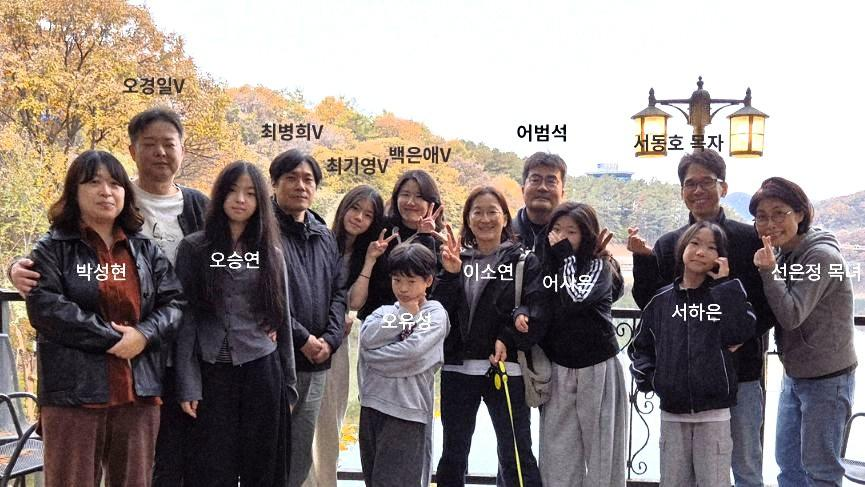 오경일V
최병희V
최기영V
백은애V
어범석
서동호 목자
박성현
오승연
오유성
이소연
어사윤
서하은
선은정 목녀